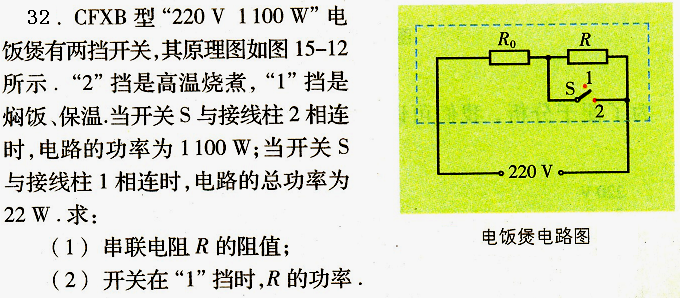 32．CFXB 型“220 V 1100 W”电
饭煲有两挡开关,其原理图如图 15-12
所示．“2”挡是高温烧煮,“1”挡是
焖饭、保温.当开关 S 与接线柱 2 相连
时,电路的功率为 1100 W;当开关 S
与接线柱 1 相连时,电路的总功率为
22 W．求：
（1）串联电阻 R 的阻值；
（2）开关在“1”挡时,R 的功率．
R₀ R
S 1
2
220 V
电饭煲电路图